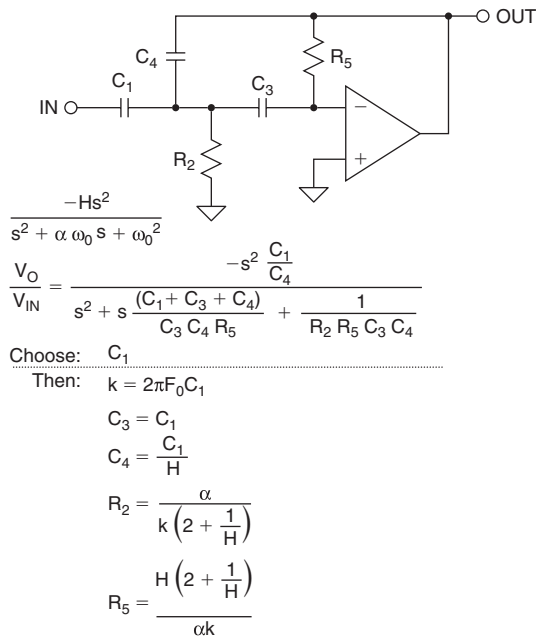 OUT
C4
R5
C1
C3
IN
−
R2
+
−Hs²
s² + α ω₀ s + ω₀²
V_O
V_IN
=
−s² C₁
C₄
s² + s (C₁ + C₃ + C₄)
C₃ C₄ R₅
+ 1
R₂ R₅ C₃ C₄
Choose: C₁
Then: k = 2πF₀C₁
C₃ = C₁
C₄ = C₁
H
R₂ = α
k (2 + 1
H)
R₅ = H (2 + 1
H)
αk